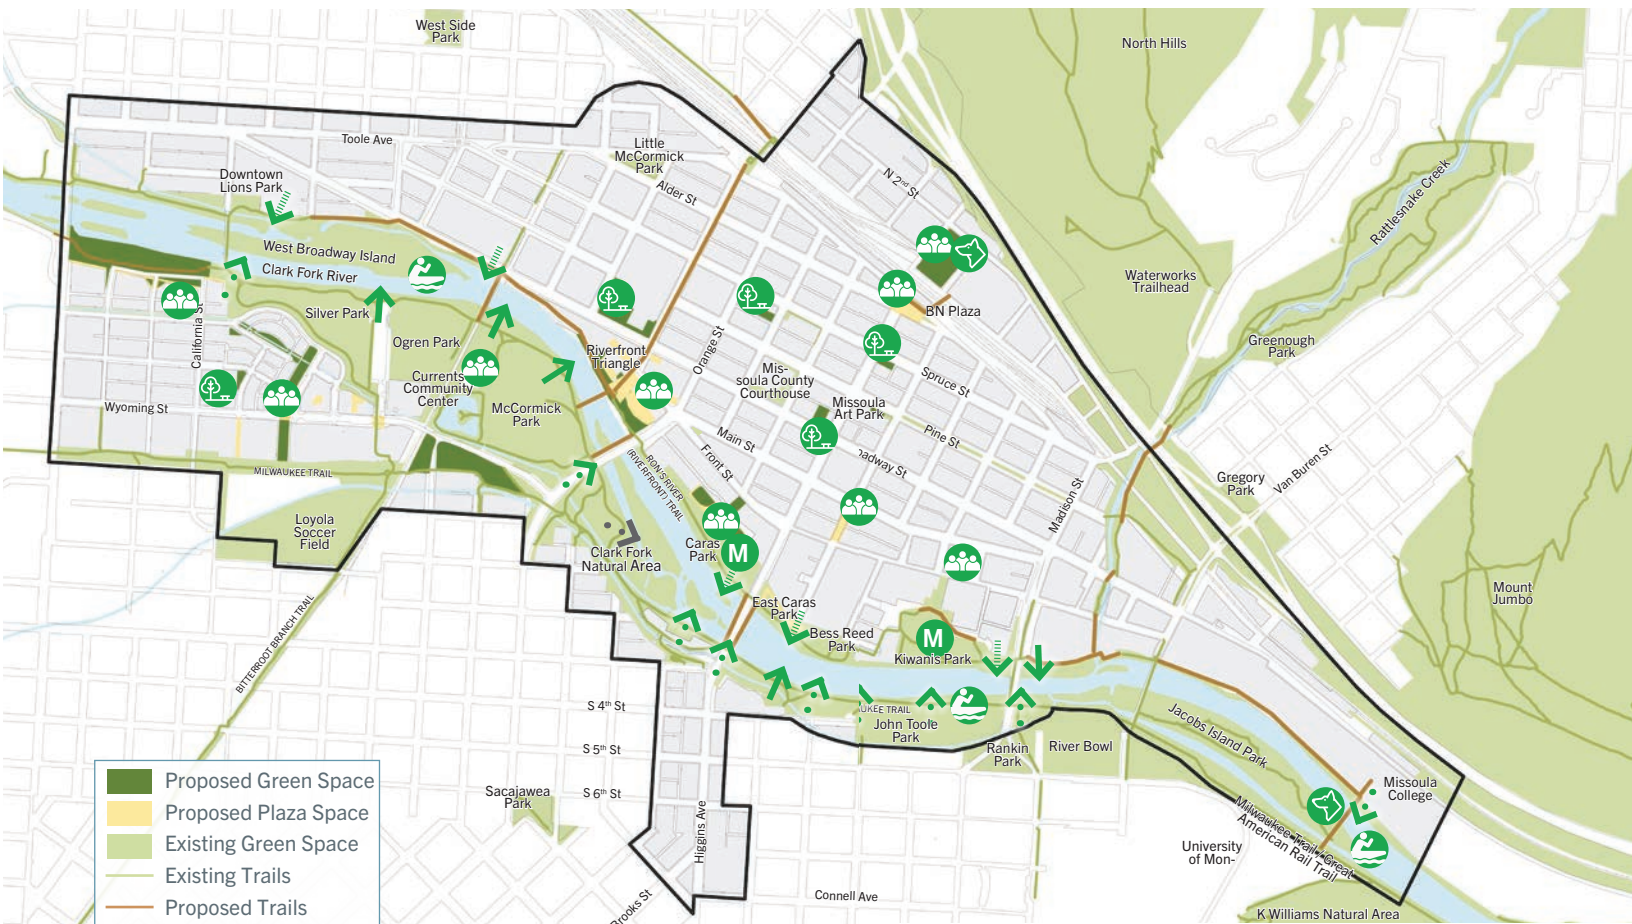 West Side
Park
North Hills
Toole Ave
Little
McCormick
Park
Downtown
Lions Park
Alder St
N 2nd St
Rattlesnake Creek
West Broadway Island
Clark Fork River
Waterworks
Trailhead
Silver Park
California St
BN Plaza
Ogren Park
Riverfront
Triangle
Orange St
Greenough
Park
Currents
Community
Center
Mis-
soula County
Courthouse
Spruce St
Wyoming St
McCormick
Park
Missoula
Art Park
Main St
Pine St
Front St
oadway St
MILWAUKEE TRAIL
RON'S RIVER
(RIVERFRONT) TRAIL
Gregory
Park
Van Buren St
Madison St
Loyola
Soccer
Field
Clark Fork
Natural Area
Caras
Park
M
Mount
Jumbo
East Caras
Park
Bess Reed
Park
M
Kiwanis Park
BITTERROOT BRANCH TRAIL
S 4th St
UKEE TRAIL
John Toole
Park
Jacobs Island Park
S 5th St
Rankin
Park
River Bowl
Proposed Green Space
Proposed Plaza Space
Existing Green Space
Existing Trails
Proposed Trails
Sacajawea
Park
S 6th St
Missoula
College
Higgins Ave
Milwaukee Trail / Great
American Rail Trail
University
of Mon-
Brooks St
Connell Ave
K Williams Natural Area